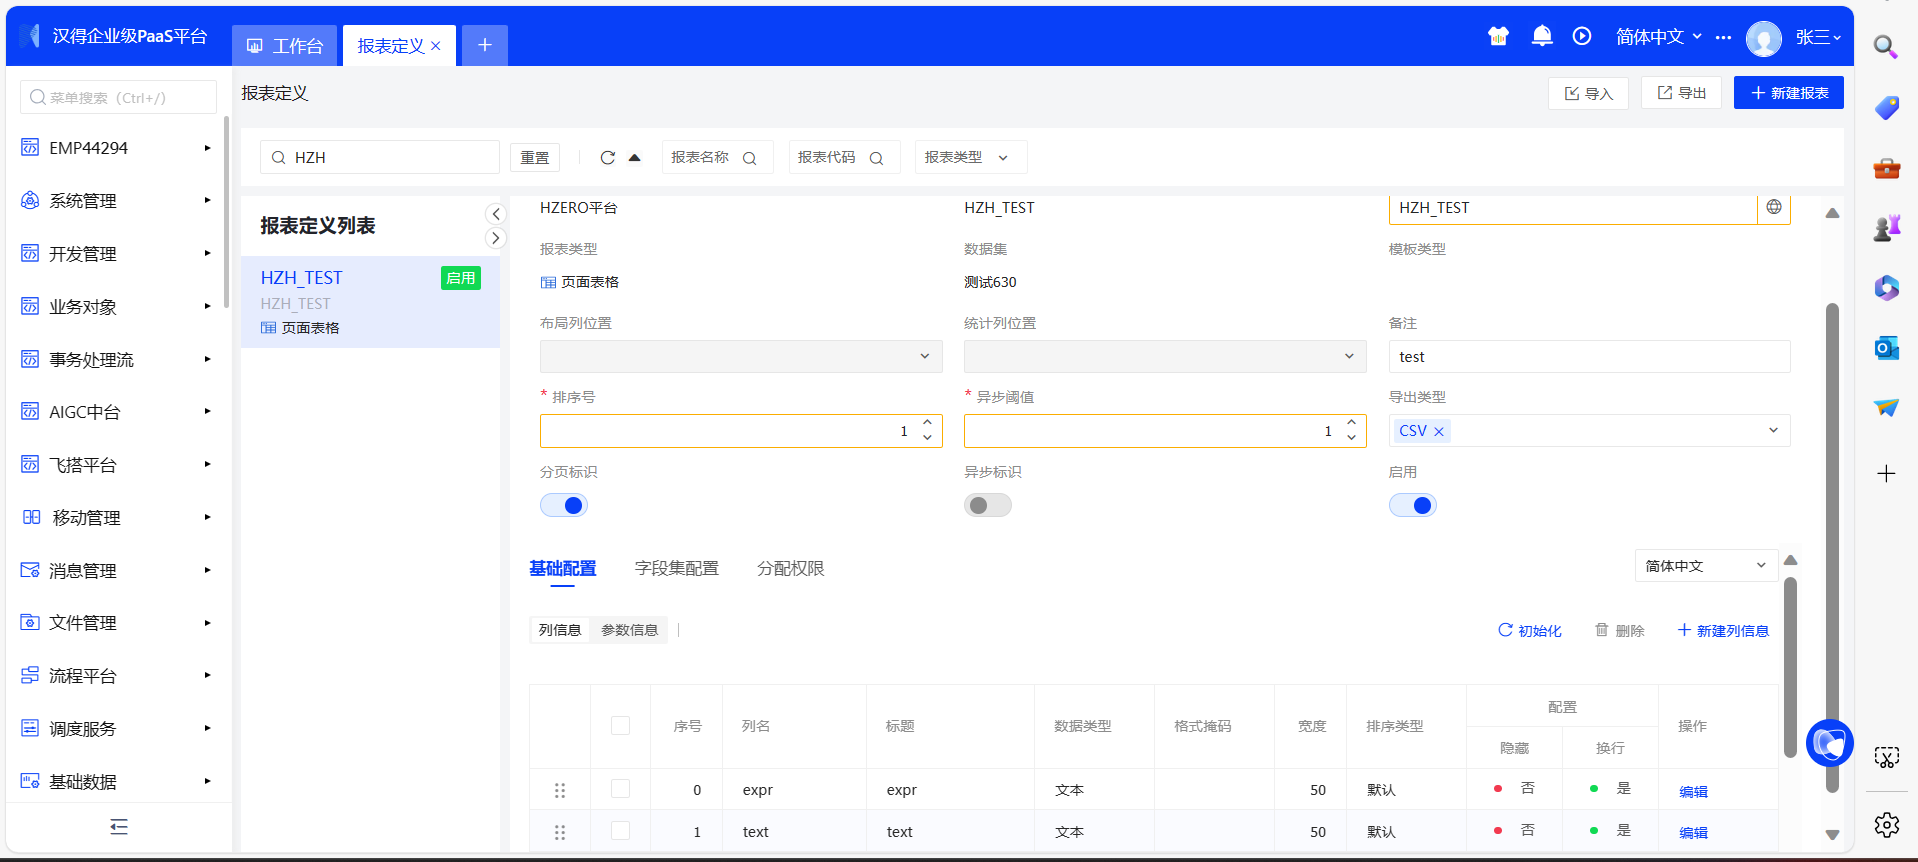 汉得企业级PaaS平台
工作台
报表定义
简体中文
张三
菜单搜索（Ctrl+/）
EMP44294
系统管理
开发管理
业务对象
事务处理流
AIGC中台
飞搭平台
移动管理
消息管理
文件管理
流程平台
调度服务
基础数据
报表定义
导入
导出
新建报表
HZH
重置
报表名称
报表代码
报表类型
报表定义列表
HZH_TEST
启用
HZH_TEST
页面表格
HZERO平台
HZH_TEST
HZH_TEST
报表类型
数据集
模板类型
页面表格
测试630
布局列位置
统计列位置
备注
test
* 排序号
* 异步阈值
导出类型
1
1
CSV
分页标识
异步标识
启用
基础配置
字段集配置
分配权限
简体中文
列信息
参数信息
初始化
删除
新建列信息
序号
列名
标题
数据类型
格式掩码
宽度
排序类型
配置
隐藏
换行
操作
0 expr expr 文本 50 默认 否 是 编辑
1 text text 文本 50 默认 否 是 编辑